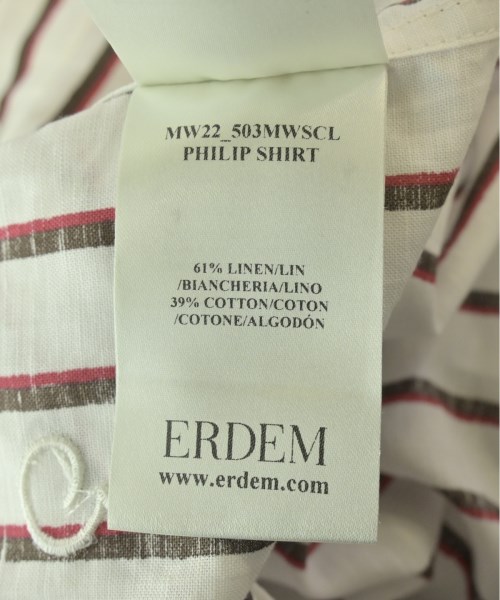 MW22_503MWSCL
PHILIP SHIRT
61% LINEN/LIN
/BIANCHERIA/LINO
39% COTTON/COTON
/COTONE/ALGODÓN
ERDEM
www.erdem.com